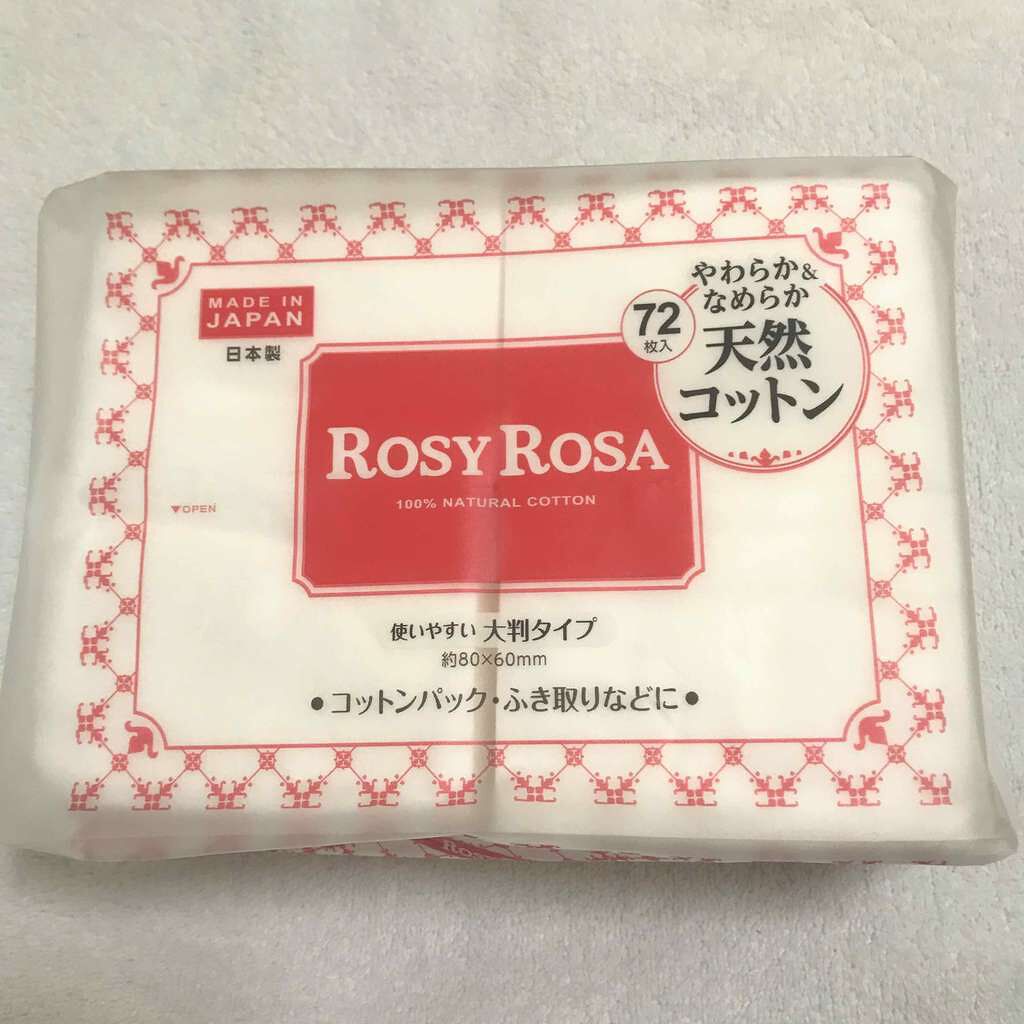 MADE IN
JAPAN
日本製
72
枚入
やわらか&
なめらか
天然
コットン
ROSY ROSA
100% NATURAL COTTON
▼OPEN
使いやすい 大判タイプ
約80×60mm
●コットンパック・ふき取りなどに●